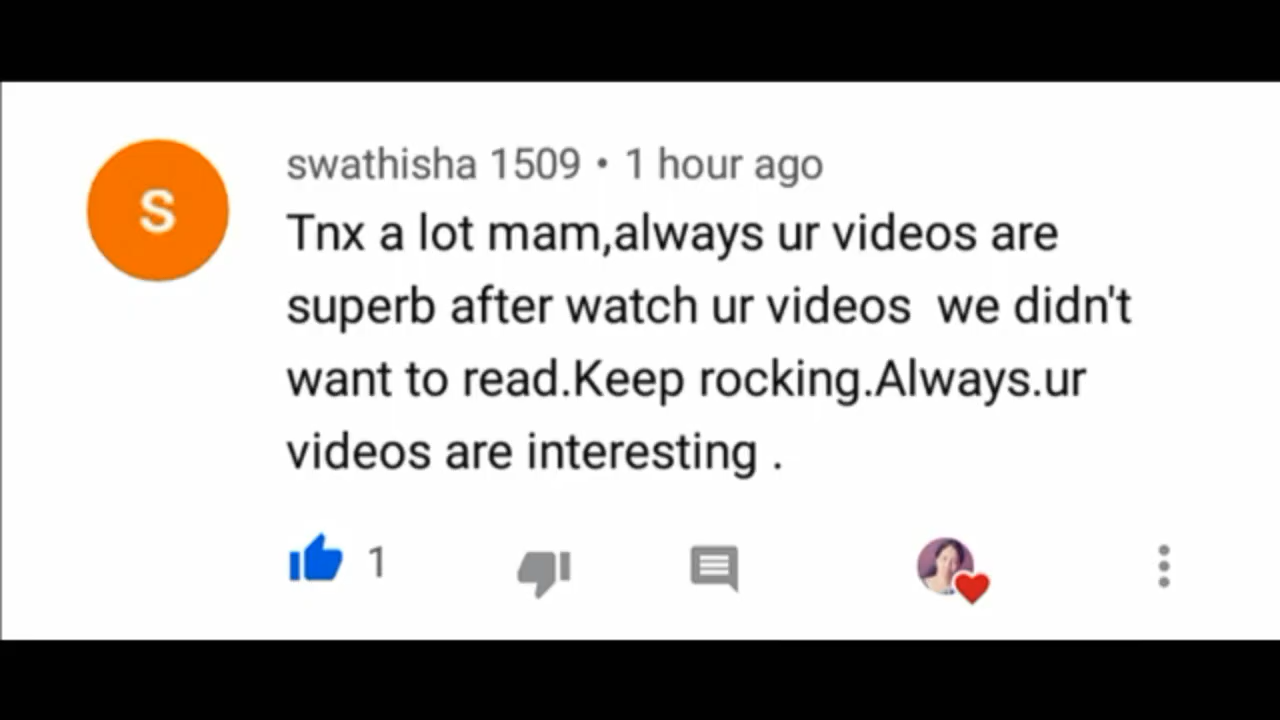 S
swathisha 1509 • 1 hour ago
Tnx a lot mam,always ur videos are
superb after watch ur videos  we didn't
want to read.Keep rocking.Always.ur
videos are interesting .
1